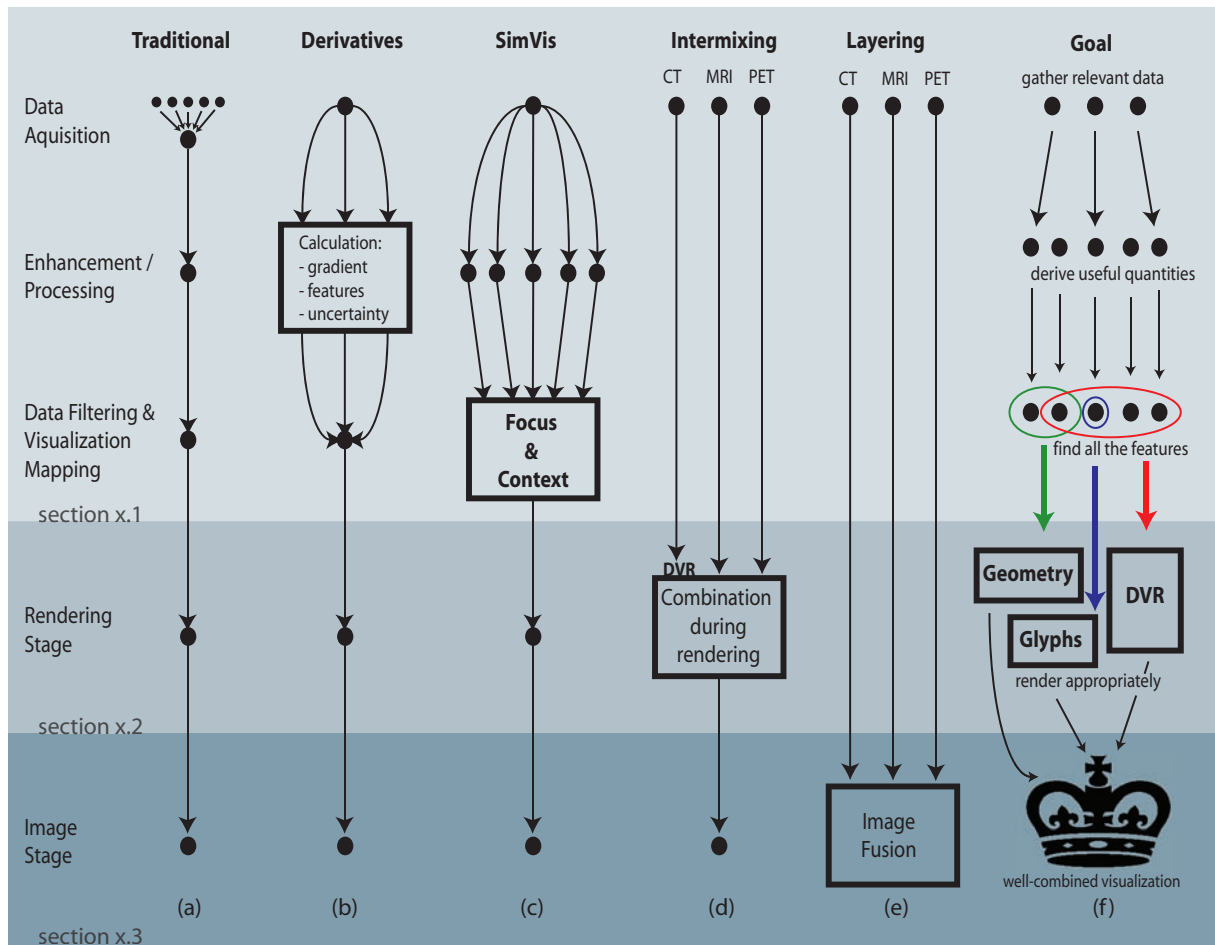 Traditional
Derivatives
SimVis
Intermixing
Layering
Goal
CT MRI PET
CT MRI PET
gather relevant data
Data
Aquisition
Enhancement /
Processing
Calculation:
- gradient
- features
- uncertainty
derive useful quantities
Data Filtering &
Visualization
Mapping
Focus
&
Context
find all the features
section x.1
Rendering
Stage
DVR
Combination
during
rendering
Geometry
Glyphs
DVR
render appropriately
section x.2
Image
Stage
Image
Fusion
well-combined visualization
(a)
(b)
(c)
(d)
(e)
(f)
section x.3